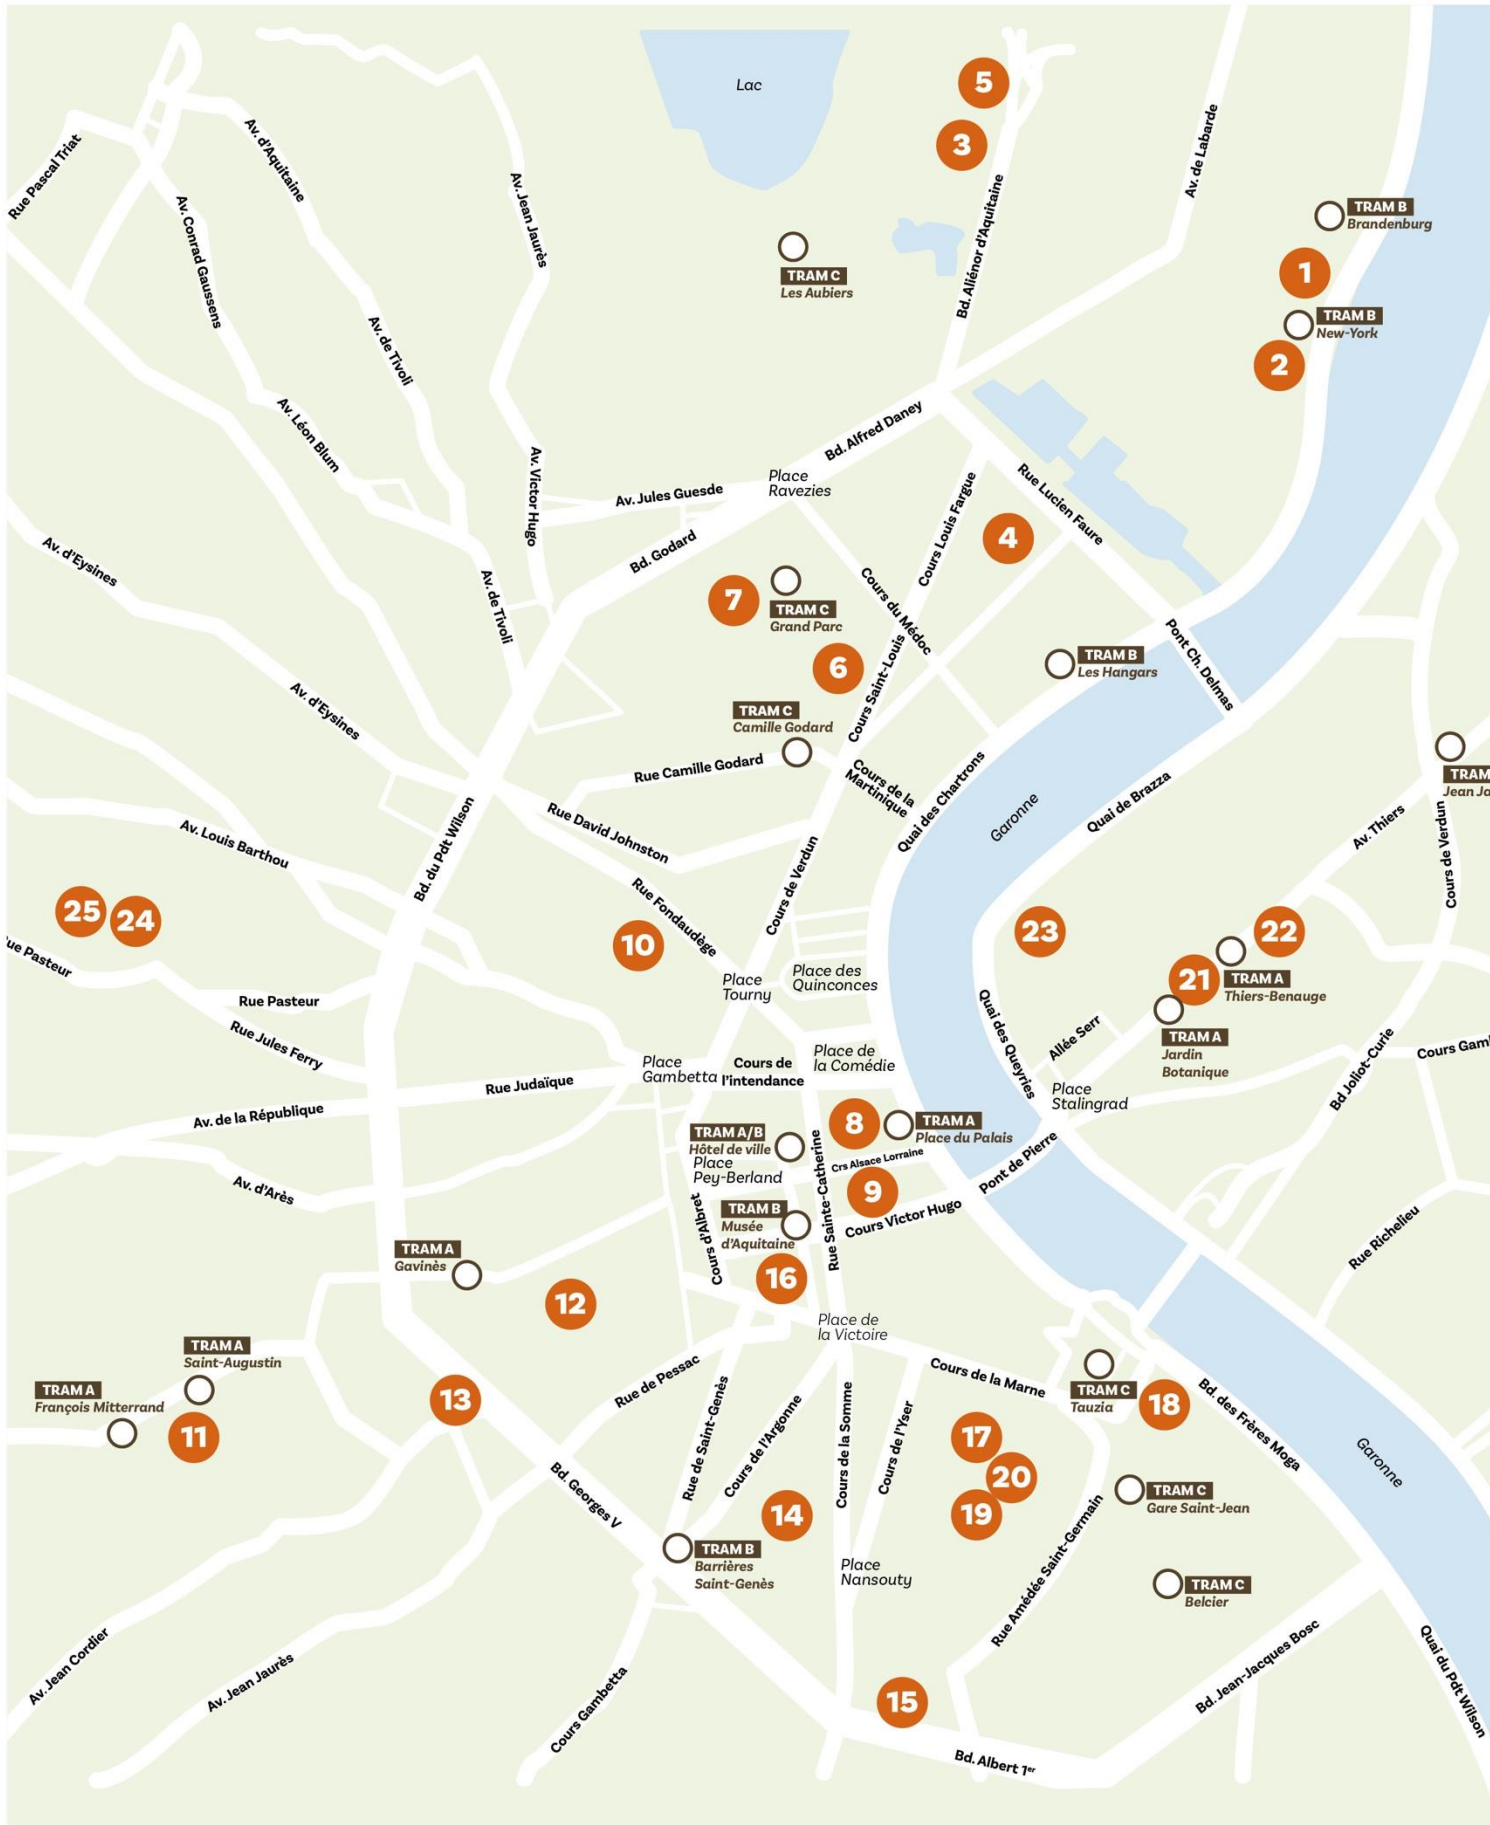 Lac
5
3
Rue Pascal Triat
Av. d'Aquitaine
Av. Conrad Gaussens
Av. Jean Jaurès
Av. de Labarde
Bd. Aliénor d'Aquitaine
TRAM B
Brandenburg
1
TRAM C
Les Aubiers
TRAM B
New-York
2
Av. de Tivoli
Av. Léon Blum
Bd. Alfred Daney
Av. Victor Hugo
Av. Jules Guesde
Place
Ravezies
Rue Lucien Faure
Cours Louis Fargue
4
Av. d'Eysines
Bd. Godard
Av. de Tivoli
7
TRAM C
Grand Parc
Cours du Médoc
6
TRAM B
Les Hangars
Pont Ch. Delmas
Cours Saint-Louis
Av. d'Eysines
TRAM C
Camille Godard
Rue Camille Godard
Cours de la
Martinique
Quai des Chartrons
Garonne
Quai de Brazza
TRAM
Jean Ja
Av. Thiers
Cours de Verdun
Av. Louis Barthou
Bd. du Pdt Wilson
Rue David Johnston
Cours de Verdun
Rue Fondaudège
25
24
10
23
22
ue Pasteur
Place
Tourny
Place des
Quinconces
21
TRAM A
Thiers-Benauge
Rue Pasteur
Rue Jules Ferry
Quai des Queyries
Allée Serr
TRAM A
Jardin
Botanique
Cours Gam
Bd Joliot-Curie
Place
Gambetta
Cours de
l'intendance
Place de
la Comédie
Rue Judaïque
Place
Stalingrad
Av. de la République
8
TRAM A
Place du Palais
TRAM A/B
Hôtel de ville
Place
Pey-Berland
Crs Alsace Lorraine
Pont de Pierre
Av. d'Arès
9
Rue Sainte-Catherine
Cours d'Albret
TRAM B
Musée
d'Aquitaine
Cours Victor Hugo
Rue Richelieu
TRAM A
Gavinès
16
12
Place de
la Victoire
TRAM A
Saint-Augustin
TRAM A
François Mitterrand
11
13
Rue de Pessac
Cours de la Marne
TRAM C
Tauzia
18
Bd. des Frères Moga
Garonne
Rue de Saint-Genès
Cours de l'Argonne
Cours de la Somme
Cours de l'Yser
17
20
19
Bd. Georges V
14
TRAM C
Gare Saint-Jean
TRAM B
Barrières
Saint-Genès
Place
Nansouty
Rue Amédée Saint-Germain
TRAM C
Belcier
Av. Jean Cordier
Av. Jean Jaurès
Cours Gambetta
15
Bd. Jean-Jacques Bosc
Quai du Pdt Wilson
Bd. Albert 1er